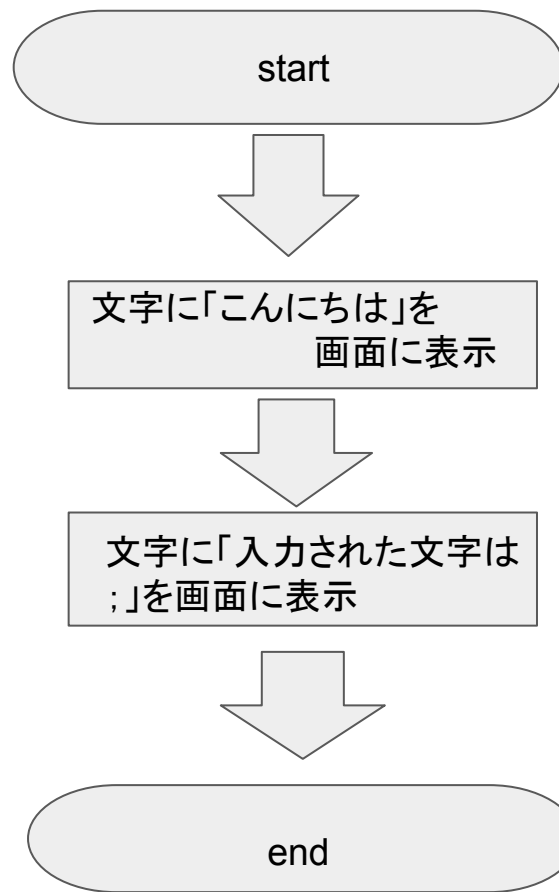 start
文字に「こんにちは」を
画面に表示
文字に「入力された文字は
;」を画面に表示
end